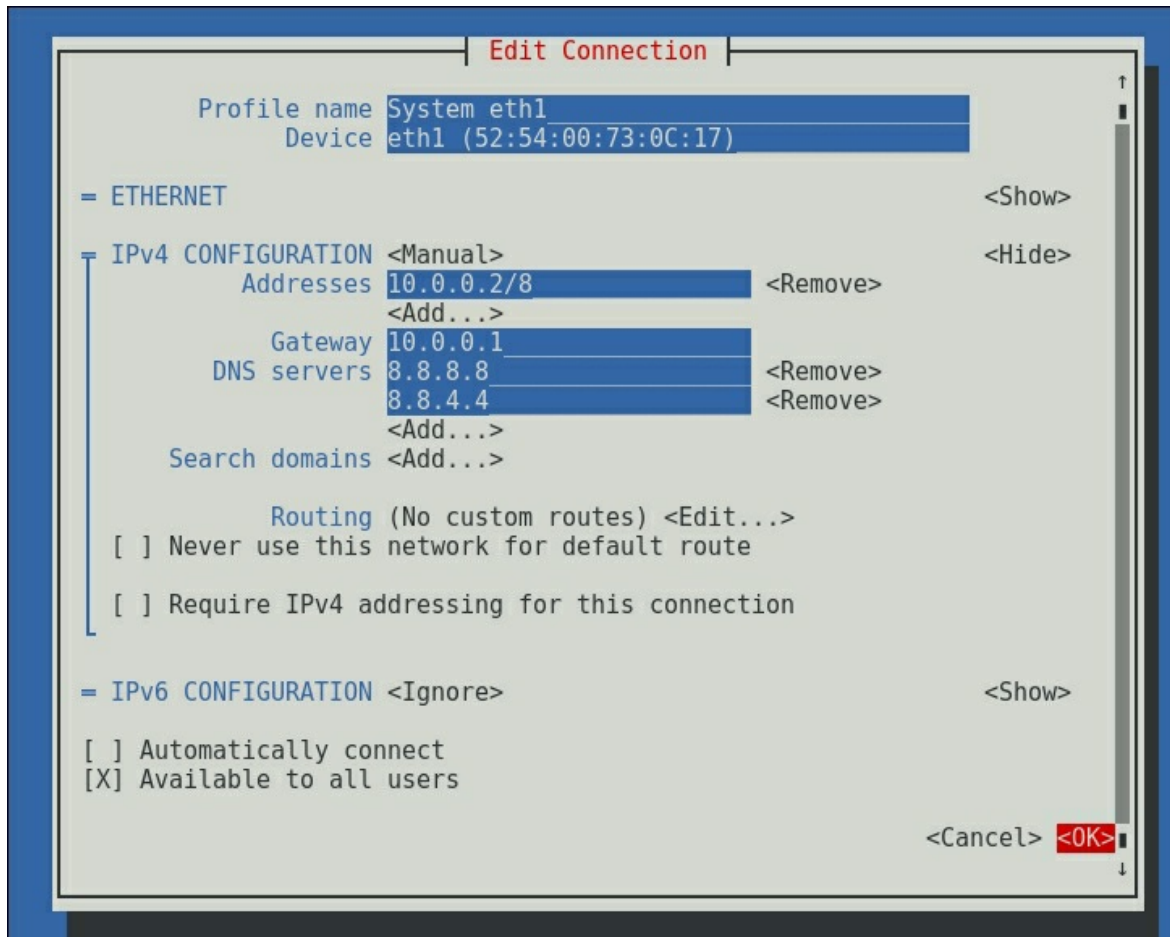 Edit Connection
Profile name System eth1
Device eth1 (52:54:00:73:0C:17)
= ETHERNET <Show>
= IPv4 CONFIGURATION <Manual> <Hide>
Addresses 10.0.0.2/8 <Remove>
<Add...>
Gateway 10.0.0.1
DNS servers 8.8.8.8 <Remove>
8.8.4.4 <Remove>
<Add...>
Search domains <Add...>
Routing (No custom routes) <Edit...>
[ ] Never use this network for default route
[ ] Require IPv4 addressing for this connection
= IPv6 CONFIGURATION <Ignore> <Show>
[ ] Automatically connect
[X] Available to all users
<Cancel> <OK>